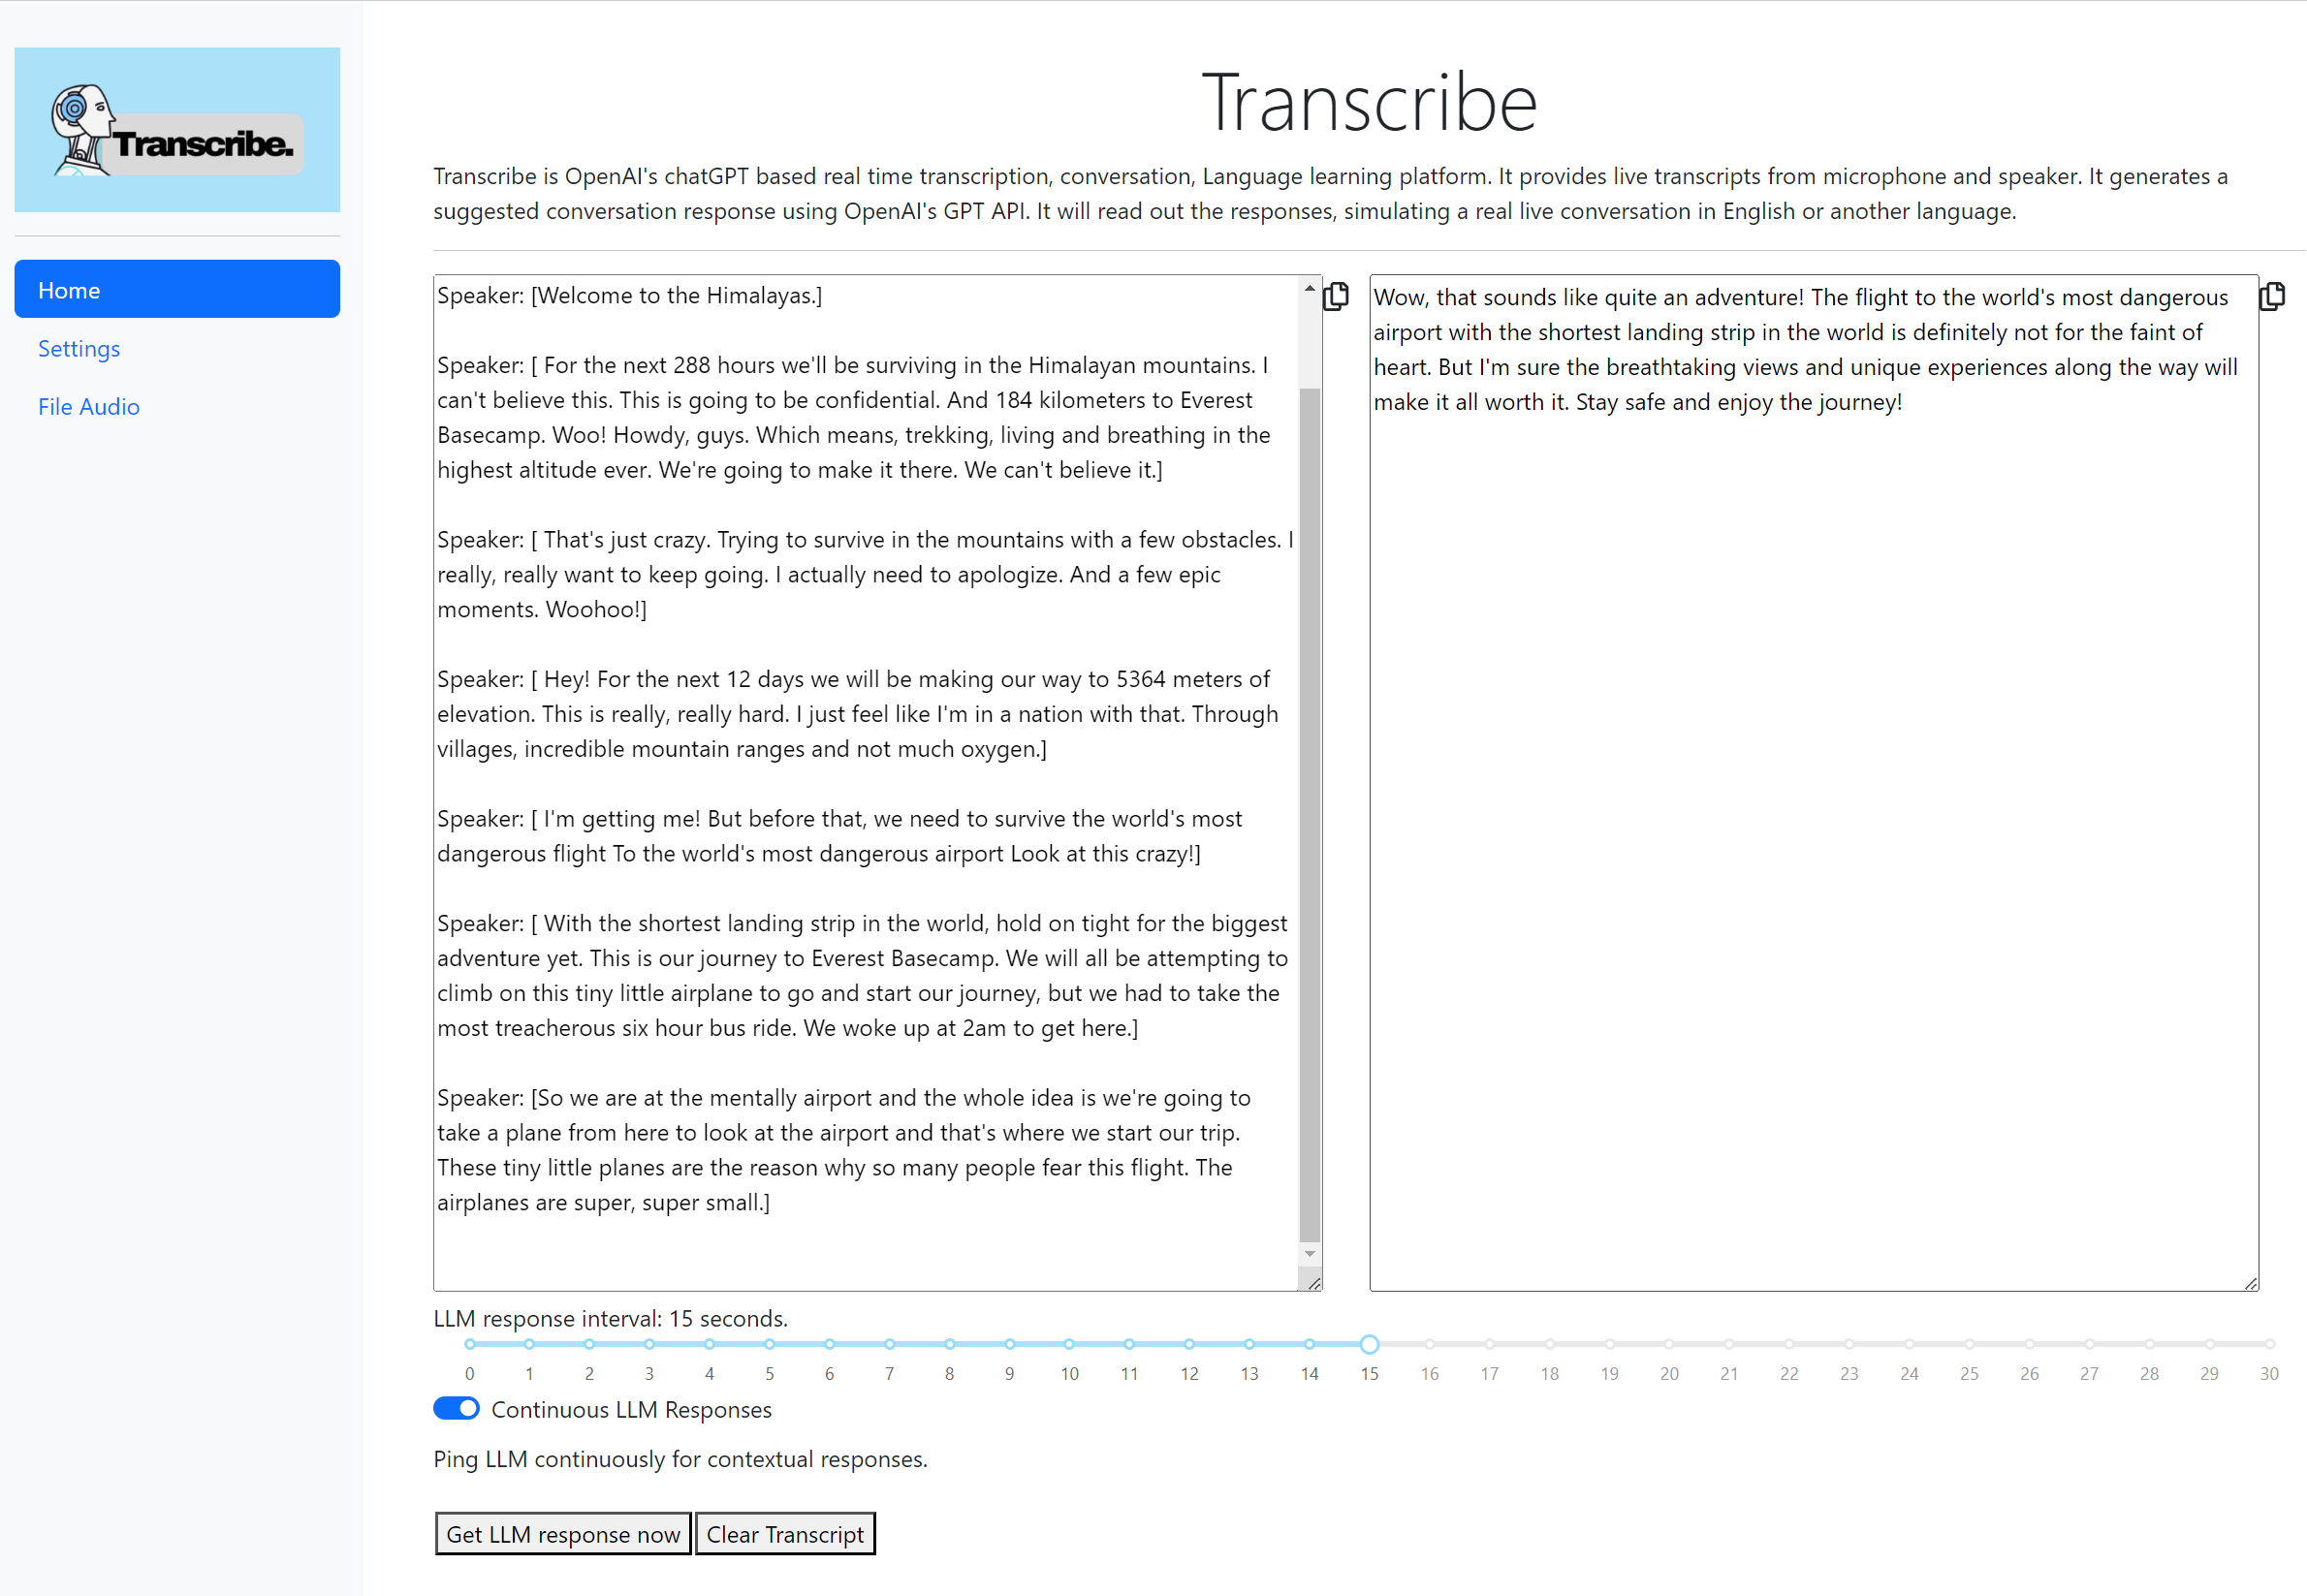 Transcribe.
Home
Settings
File Audio
Transcribe
Transcribe is OpenAI's chatGPT based real time transcription, conversation, Language learning platform. It provides live transcripts from microphone and speaker. It generates a
suggested conversation response using OpenAI's GPT API. It will read out the responses, simulating a real live conversation in English or another language.
Speaker: [Welcome to the Himalayas.]
Speaker: [ For the next 288 hours we'll be surviving in the Himalayan mountains. I
can't believe this. This is going to be confidential. And 184 kilometers to Everest
Basecamp. Woo! Howdy, guys. Which means, trekking, living and breathing in the
highest altitude ever. We're going to make it there. We can't believe it.]
Speaker: [ That's just crazy. Trying to survive in the mountains with a few obstacles. I
really, really want to keep going. I actually need to apologize. And a few epic
moments. Woohoo!]
Speaker: [ Hey! For the next 12 days we will be making our way to 5364 meters of
elevation. This is really, really hard. I just feel like I'm in a nation with that. Through
villages, incredible mountain ranges and not much oxygen.]
Speaker: [ I'm getting me! But before that, we need to survive the world's most
dangerous flight To the world's most dangerous airport Look at this crazy!]
Speaker: [ With the shortest landing strip in the world, hold on tight for the biggest
adventure yet. This is our journey to Everest Basecamp. We will all be attempting to
climb on this tiny little airplane to go and start our journey, but we had to take the
most treacherous six hour bus ride. We woke up at 2am to get here.]
Speaker: [So we are at the mentally airport and the whole idea is we're going to
take a plane from here to look at the airport and that's where we start our trip.
These tiny little planes are the reason why so many people fear this flight. The
airplanes are super, super small.]
Wow, that sounds like quite an adventure! The flight to the world's most dangerous
airport with the shortest landing strip in the world is definitely not for the faint of
heart. But I'm sure the breathtaking views and unique experiences along the way will
make it all worth it. Stay safe and enjoy the journey!
LLM response interval: 15 seconds.
0 1 2 3 4 5 6 7 8 9 10 11 12 13 14 15 16 17 18 19 20 21 22 23 24 25 26 27 28 29 30
Continuous LLM Responses
Ping LLM continuously for contextual responses.
Get LLM response now Clear Transcript